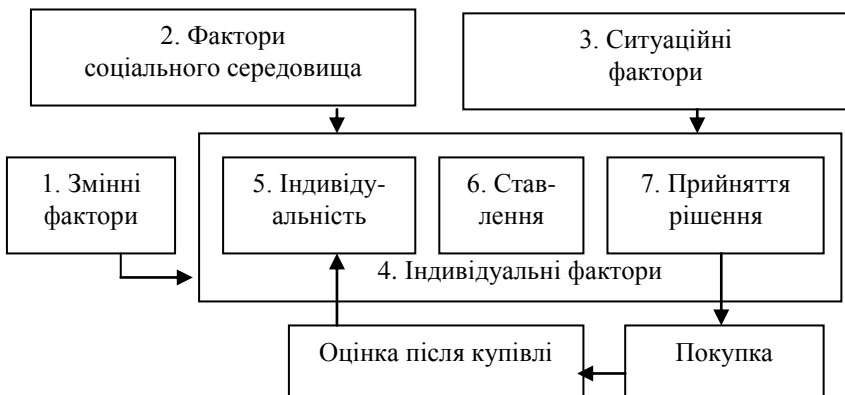 2. Фактори
соціального середовища
3. Ситуаційні
фактори
1. Змінні
фактори
5. Індивіду-
альність
6. Став-
лення
7. Прийняття
рішення
4. Індивідуальні фактори
Оцінка після купівлі
Покупка